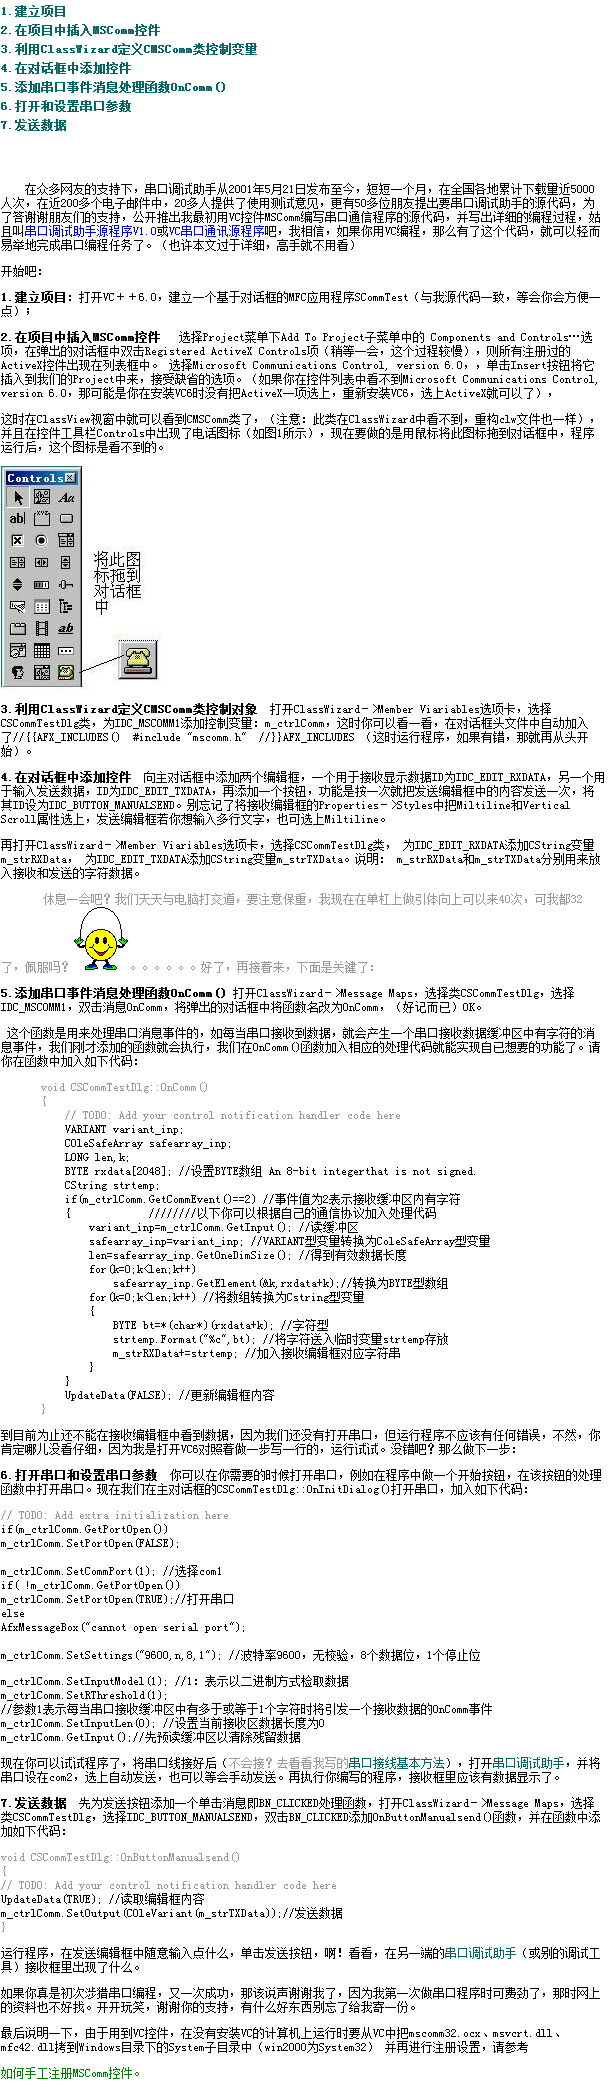 1.建立项目
2.在项目中插入MSComm控件
3.利用ClassWizard定义CMSComm类控制变量
4.在对话框中添加控件
5.添加串口事件消息处理函数OnComm()
6.打开和设置串口参数
7.发送数据
在众多网友的支持下，串口调试助手从2001年5月21日发布至今，短短一个月，在全国各地累计下载量近5000
人次，在近200多个电子邮件中，20多人提供了使用测试意见，更有50多位朋友提出要串口调试助手的源代码，为
了答谢谢朋友们的支持，公开推出我最初用VC控件MSComm编写串口通信程序的源代码，并写出详细的编程过程，姑
且叫串口调试助手源程序V1.0或VC串口通讯源程序吧，我相信，如果你用VC编程，那么有了这个代码，就可以轻而
易举地完成串口编程任务了。（也许本文过于详细，高手就不用看）
开始吧：
1.建立项目：打开VC＋＋6.0，建立一个基于对话框的MFC应用程序SCommTest（与我源代码一致，等会你会方便一
点）；
2.在项目中插入MSComm控件　选择Project菜单下Add To Project子菜单中的 Components and Controls…选
项，在弹出的对话框中双击Registered ActiveX Controls项（稍等一会，这个过程较慢），则所有注册过的
ActiveX控件出现在列表框中。 选择Microsoft Communications Control, version 6.0，，单击Insert按钮将它
插入到我们的Project中来，接受缺省的选项。（如果你在控件列表中看不到Microsoft Communications Control,
version 6.0，那可能是你在安装VC6时没有把ActiveX一项选上，重新安装VC6，选上ActiveX就可以了），
这时在ClassView视窗中就可以看到CMSComm类了，（注意：此类在ClassWizard中看不到，重构clw文件也一样），
并且在控件工具栏Controls中出现了电话图标（如图1所示），现在要做的是用鼠标将此图标拖到对话框中，程序
运行后，这个图标是看不到的。
Controls
Aa
ab|
ab
将此图
标拖到
对话框
中
3.利用ClassWizard定义CMSComm类控制对象　打开ClassWizard－>Member Viariables选项卡，选择
CSCommTestDlg类，为IDC_MSCOMM1添加控制变量：m_ctrlComm，这时你可以看一看，在对话框头文件中自动加入
了//{{AFX_INCLUDES()　#include "mscomm.h"　//}}AFX_INCLUDES （这时运行程序，如果有错，那就再从头开
始）。
4.在对话框中添加控件　向主对话框中添加两个编辑框，一个用于接收显示数据ID为IDC_EDIT_RXDATA，另一个用
于输入发送数据，ID为IDC_EDIT_TXDATA，再添加一个按钮，功能是按一次就把发送编辑框中的内容发送一次，将
其ID设为IDC_BUTTON_MANUALSEND。别忘记了将接收编辑框的Properties－>Styles中把Miltiline和Vertical
Scroll属性选上，发送编辑框若你想输入多行文字，也可选上Miltiline。
再打开ClassWizard－>Member Viariables选项卡，选择CSCommTestDlg类， 为IDC_EDIT_RXDATA添加CString变量
m_strRXData， 为IDC_EDIT_TXDATA添加CString变量m_strTXData。说明： m_strRXData和m_strTXData分别用来放
入接收和发送的字符数据。
休息一会吧？我们天天与电脑打交道，要注意保重，我现在在单杠上做引体向上可以来40次，可我都32
了，佩服吗？ 。。。。。。好了，再接着来，下面是关键了：
5.添加串口事件消息处理函数OnComm() 打开ClassWizard－>Message Maps，选择类CSCommTestDlg，选择
IDC_MSCOMM1，双击消息OnComm，将弹出的对话框中将函数名改为OnComm，（好记而已）OK。
这个函数是用来处理串口消息事件的，如每当串口接收到数据，就会产生一个串口接收数据缓冲区中有字符的消
息事件，我们刚才添加的函数就会执行，我们在OnComm()函数加入相应的处理代码就能实现自已想要的功能了。请
你在函数中加入如下代码：
void CSCommTestDlg::OnComm()
{
// TODO: Add your control notification handler code here
VARIANT variant_inp;
COleSafeArray safearray_inp;
LONG len,k;
BYTE rxdata[2048]; //设置BYTE数组 An 8-bit integerthat is not signed.
CString strtemp;
if(m_ctrlComm.GetCommEvent()==2) //事件值为2表示接收缓冲区内有字符
{ ////////以下你可以根据自己的通信协议加入处理代码
variant_inp=m_ctrlComm.GetInput(); //读缓冲区
safearray_inp=variant_inp; //VARIANT型变量转换为ColeSafeArray型变量
len=safearray_inp.GetOneDimSize(); //得到有效数据长度
for(k=0;k<len;k++)
safearray_inp.GetElement(&k,rxdata+k);//转换为BYTE型数组
for(k=0;k<len;k++) //将数组转换为Cstring型变量
{
BYTE bt=*(char*)(rxdata+k); //字符型
strtemp.Format("%c",bt); //将字符送入临时变量strtemp存放
m_strRXData+=strtemp; //加入接收编辑框对应字符串
}
}
UpdateData(FALSE); //更新编辑框内容
}
到目前为止还不能在接收编辑框中看到数据，因为我们还没有打开串口，但运行程序不应该有任何错误，不然，你
肯定哪儿没看仔细，因为我是打开VC6对照着做一步写一行的，运行试试。没错吧？那么做下一步：
6.打开串口和设置串口参数　你可以在你需要的时候打开串口，例如在程序中做一个开始按钮，在该按钮的处理
函数中打开串口。现在我们在主对话框的CSCommTestDlg::OnInitDialog()打开串口，加入如下代码：
// TODO: Add extra initialization here
if(m_ctrlComm.GetPortOpen())
m_ctrlComm.SetPortOpen(FALSE);
m_ctrlComm.SetCommPort(1); //选择com1
if( !m_ctrlComm.GetPortOpen())
m_ctrlComm.SetPortOpen(TRUE);//打开串口
else
AfxMessageBox("cannot open serial port");
m_ctrlComm.SetSettings("9600,n,8,1"); //波特率9600，无校验，8个数据位，1个停止位
m_ctrlComm.SetInputModel(1); //1：表示以二进制方式检取数据
m_ctrlComm.SetRThreshold(1);
//参数1表示每当串口接收缓冲区中有多于或等于1个字符时将引发一个接收数据的OnComm事件
m_ctrlComm.SetInputLen(0); //设置当前接收区数据长度为0
m_ctrlComm.GetInput();//先预读缓冲区以清除残留数据
现在你可以试试程序了，将串口线接好后（不会接？去看看我写的串口接线基本方法），打开串口调试助手，并将
串口设在com2，选上自动发送，也可以等会手动发送。再执行你编写的程序，接收框里应该有数据显示了。
7.发送数据　先为发送按钮添加一个单击消息即BN_CLICKED处理函数，打开ClassWizard－>Message Maps，选择
类CSCommTestDlg，选择IDC_BUTTON_MANUALSEND，双击BN_CLICKED添加OnButtonManualsend()函数，并在函数中添
加如下代码：
void CSCommTestDlg::OnButtonManualsend()
{
// TODO: Add your control notification handler code here
UpdateData(TRUE); //读取编辑框内容
m_ctrlComm.SetOutput(COleVariant(m_strTXData));//发送数据
}
运行程序，在发送编辑框中随意输入点什么，单击发送按钮，啊！看看，在另一端的串口调试助手（或别的调试工
具）接收框里出现了什么。
如果你真是初次涉猎串口编程，又一次成功，那该说声谢谢我了，因为我第一次做串口程序时可费劲了，那时网上
的资料也不好找。开开玩笑，谢谢你的支持，有什么好东西别忘了给我寄一份。
最后说明一下，由于用到VC控件，在没有安装VC的计算机上运行时要从VC中把mscomm32.ocx、msvcrt.dll、
mfc42.dll拷到Windows目录下的System子目录中（win2000为System32） 并再进行注册设置，请参考
如何手工注册MSComm控件。